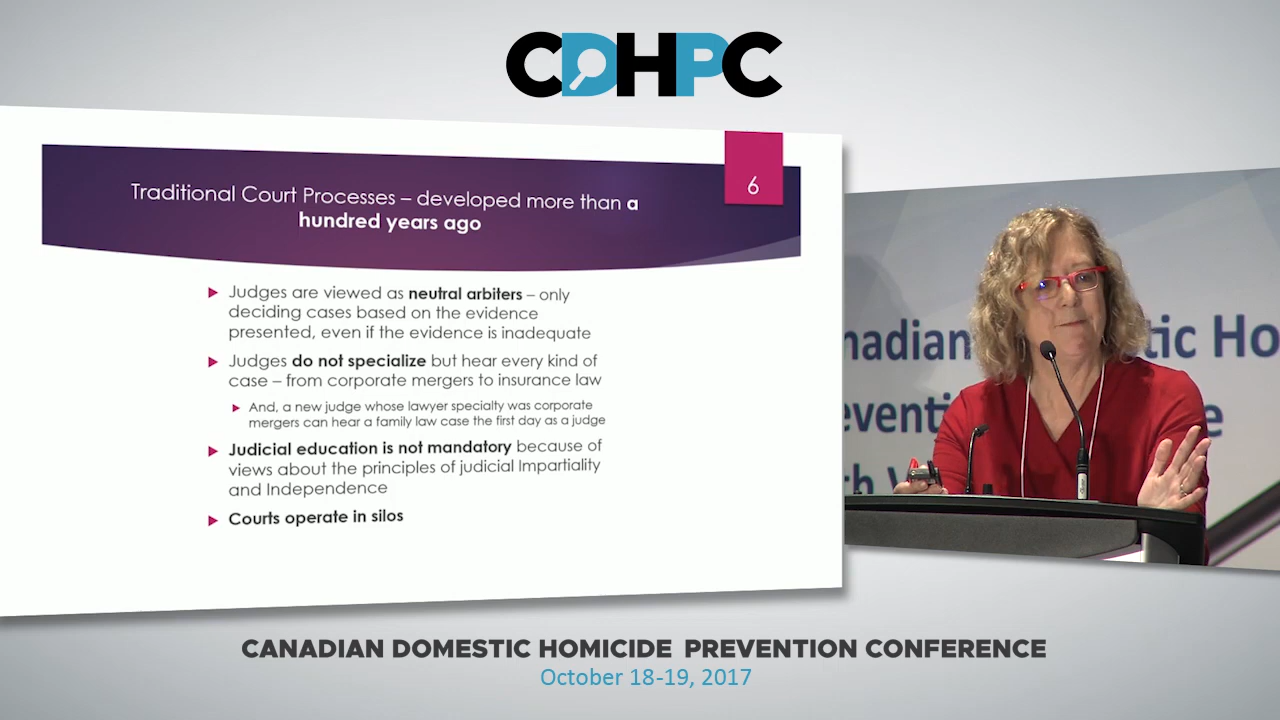 CDHPC
6
Traditional Court Processes – developed more than a
hundred years ago
Judges are viewed as neutral arbiters – only
deciding cases based on the evidence
presented, even if the evidence is inadequate
Judges do not specialize but hear every kind of
case – from corporate mergers to insurance law
And, a new judge whose lawyer specialty was corporate
mergers can hear a family law case the first day as a judge
Judicial education is not mandatory because of
views about the principles of judicial Impartiality
and Independence
Courts operate in silos
nadian tic Ho
eventi e
th
CANADIAN DOMESTIC HOMICIDE PREVENTION CONFERENCE
October 18-19, 2017